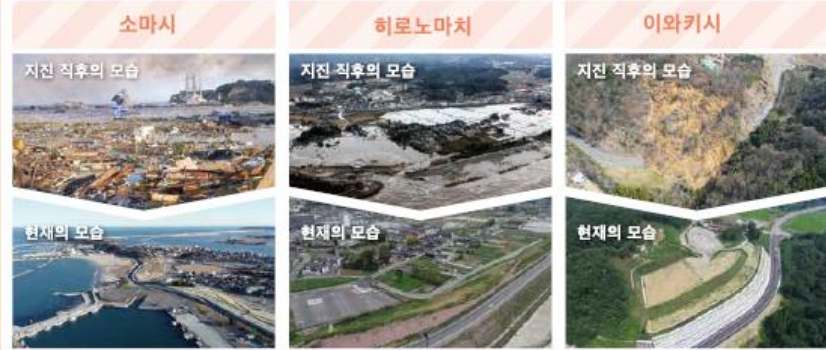 소마시
지진 직후의 모습
현재의 모습
히로노마치
지진 직후의 모습
현재의 모습
이와키시
지진 직후의 모습
현재의 모습